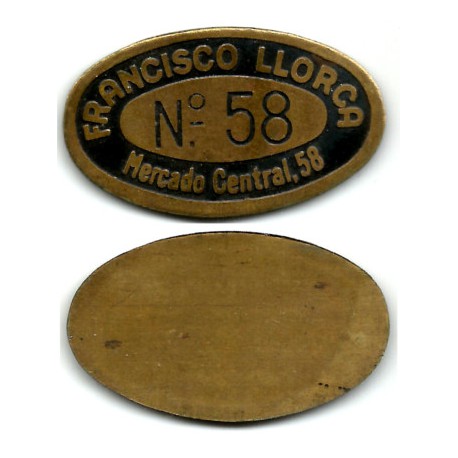 FRANCISCO LLORCA
Nº 58
Mercado Central, 58